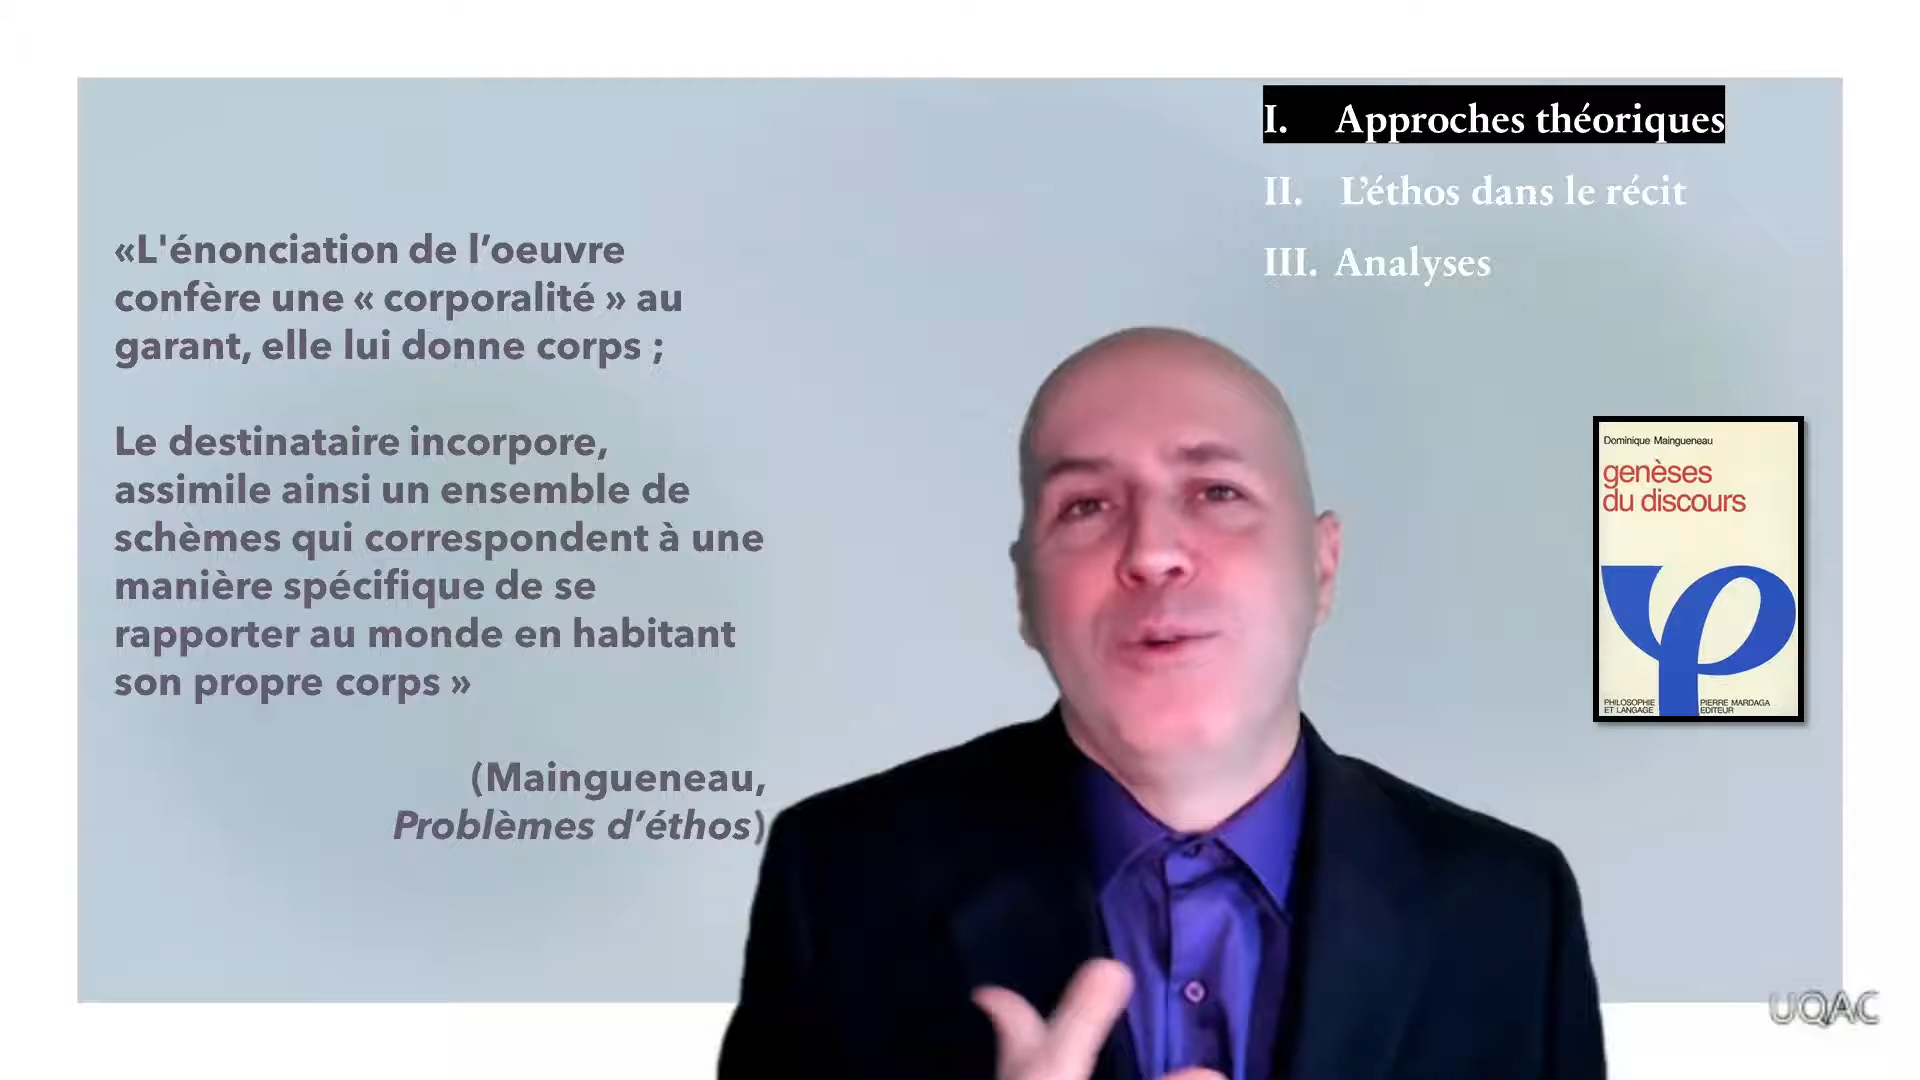 I. Approches théoriques
II. L’éthos dans le récit
III. Analyses
«L'énonciation de l’oeuvre
confère une « corporalité » au
garant, elle lui donne corps ;
Le destinataire incorpore,
assimile ainsi un ensemble de
schèmes qui correspondent à une
manière spécifique de se
rapporter au monde en habitant
son propre corps »
(Maingueneau,
Problèmes d’éthos)
Dominique Maingueneau
genèses
du discours
PHILOSOPHIE
ET LANGAGE
PIERRE MARDAGA
EDITEUR
UQAC